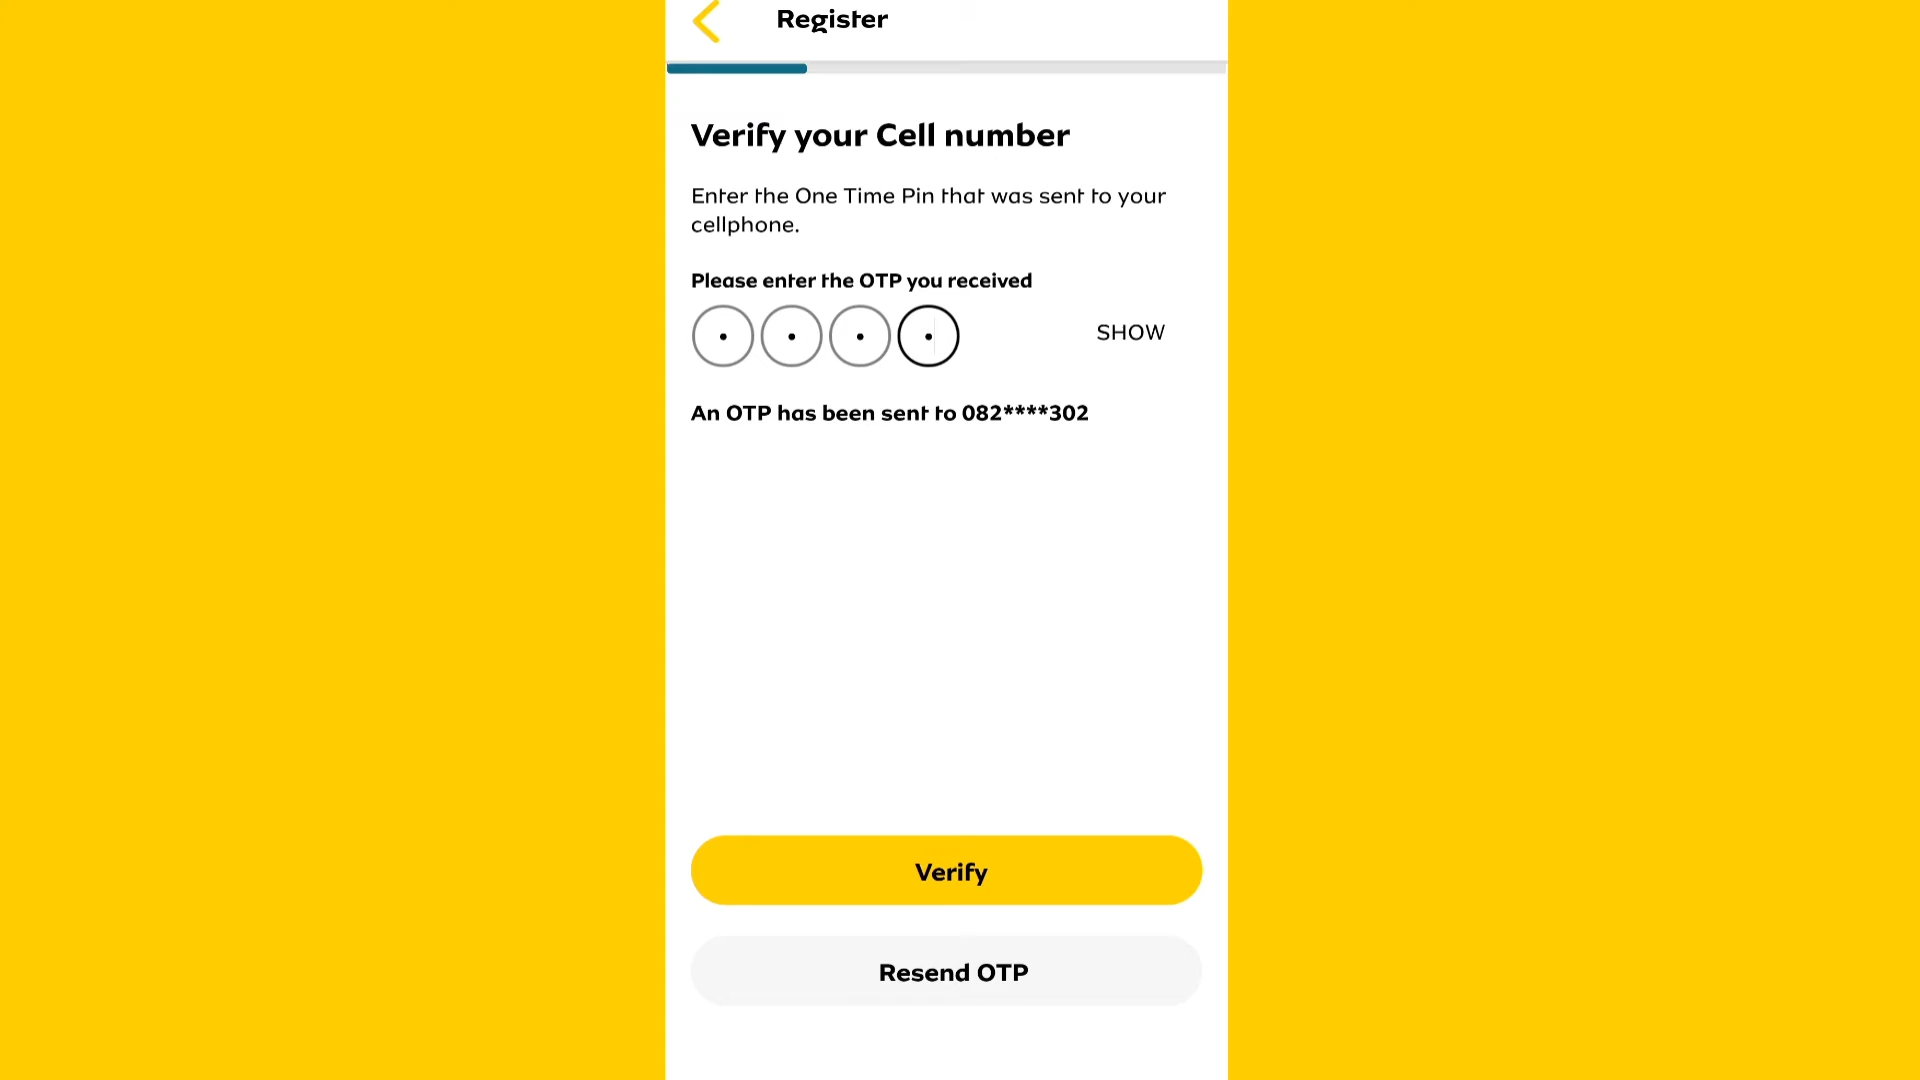 Register
Verify your Cell number
Enter the One Time Pin that was sent to your
cellphone.
Please enter the OTP you received
SHOW
An OTP has been sent to 082****302
Verify
Resend OTP